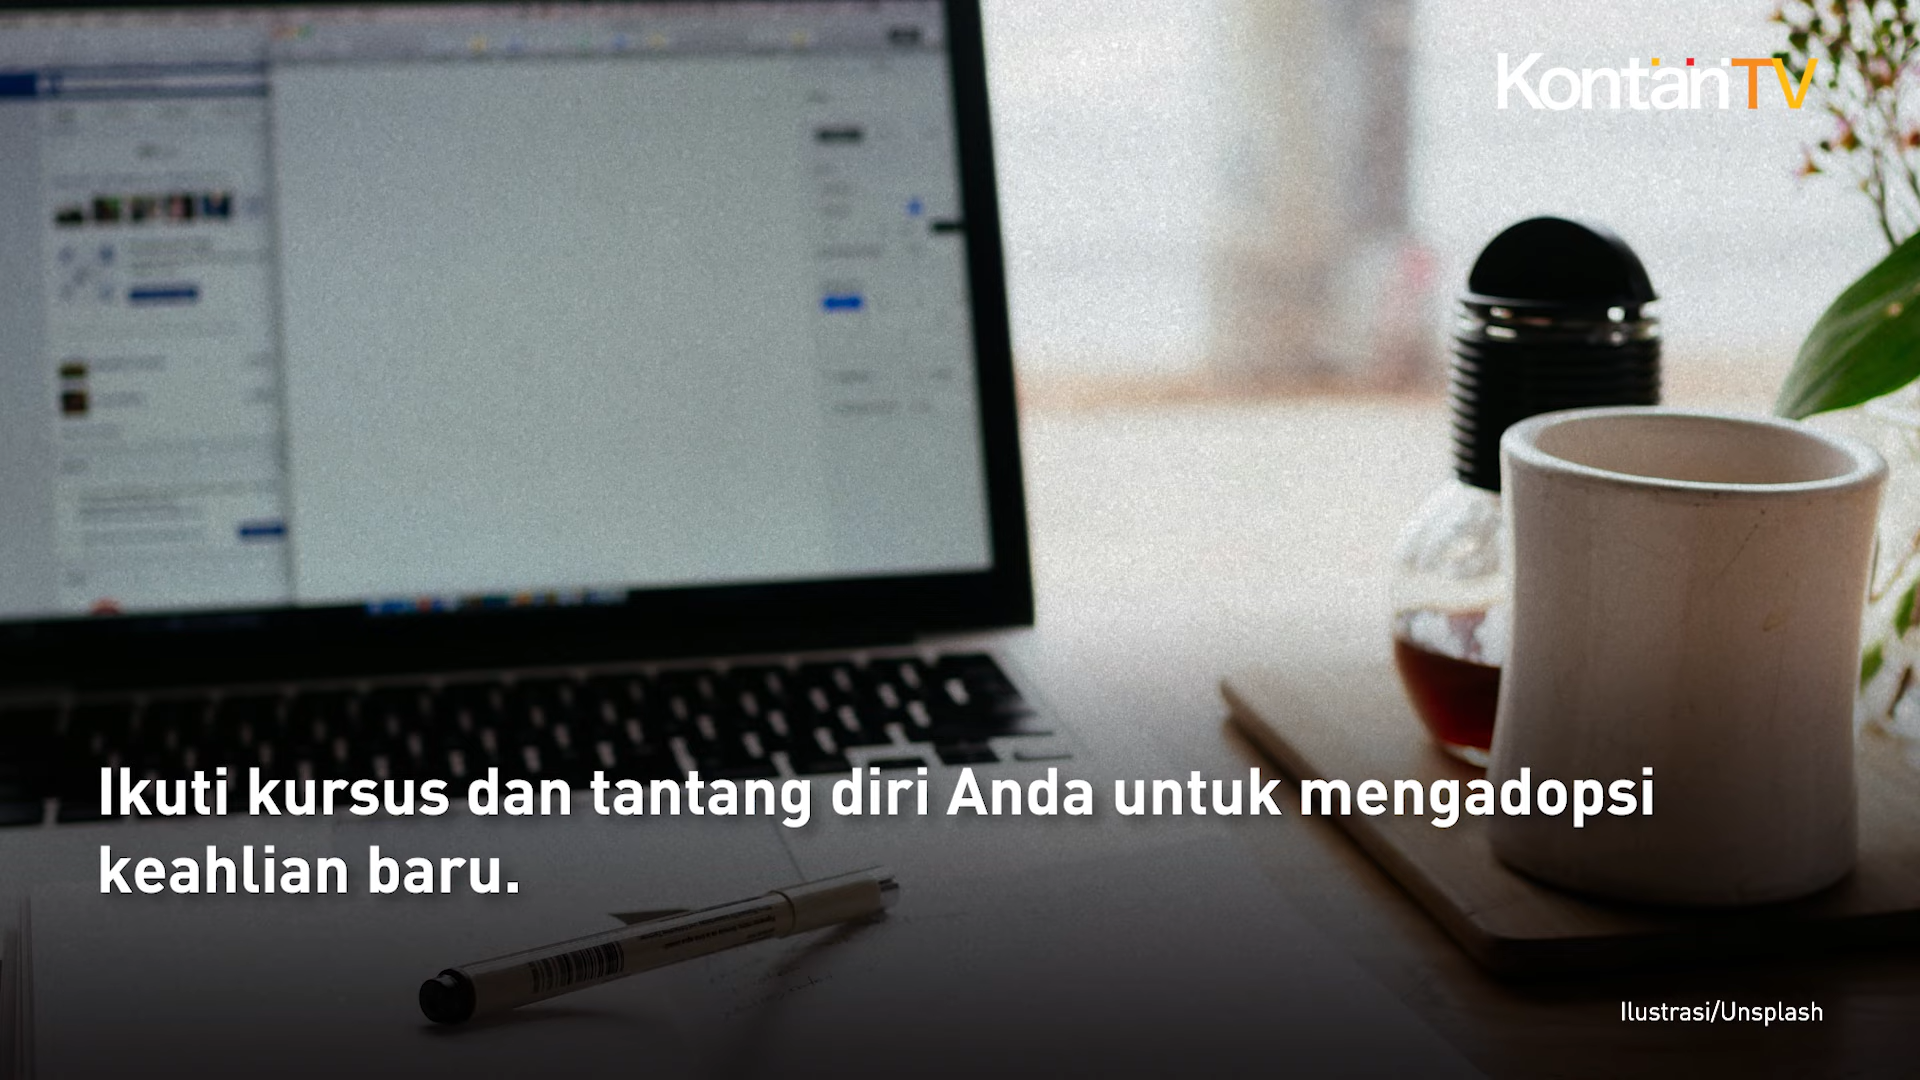 KontanTV
Ikuti kursus dan tantang diri Anda untuk mengadopsi
keahlian baru.
Ilustrasi/Unsplash